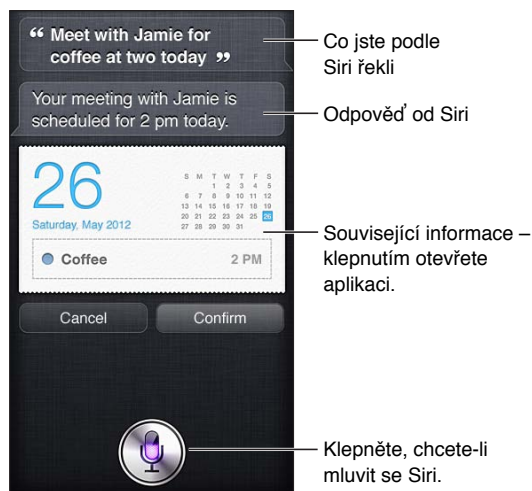 “ Meet with Jamie for
coffee at two today ”
Co jste podle
Siri řekli
Your meeting with Jamie is
scheduled for 2 pm today.
Odpověď od Siri
26
Saturday, May 2012
S M T W T F S
1 2 3 4 5
6 7 8 9 10 11 12
13 14 15 16 17 18 19
20 21 22 23 24 25 26
27 28 29 30 31
Coffee 2 PM
Související informace –
klepnutím otevřete
aplikaci.
Cancel Confirm
Klepněte, chcete-li
mluvit se Siri.